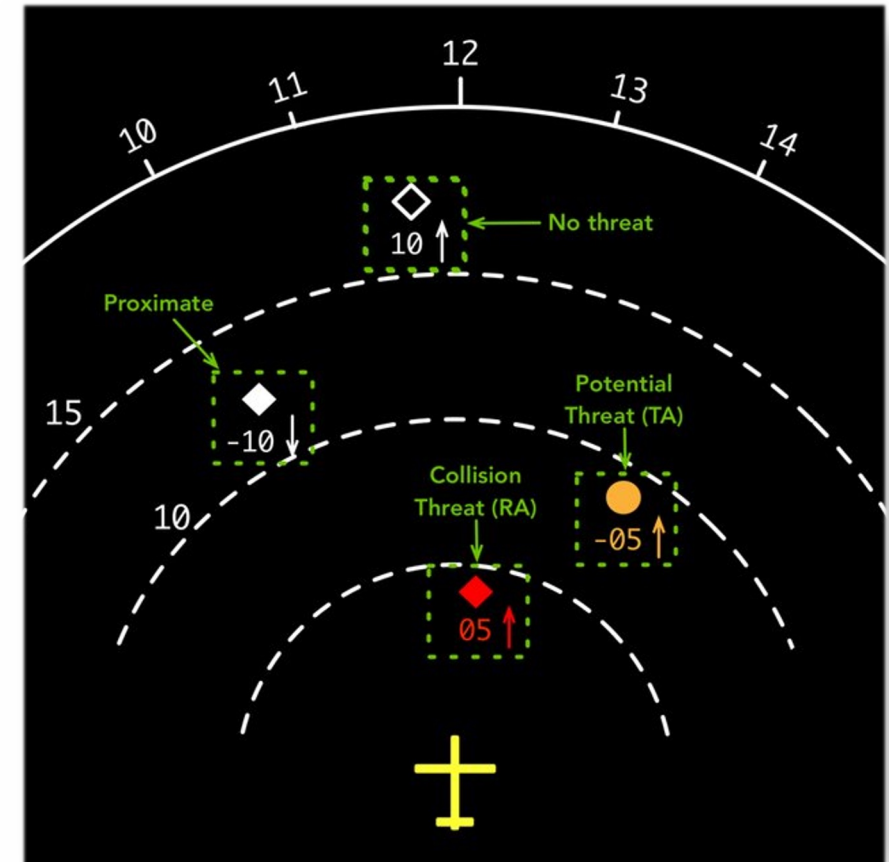 12
11
13
10
14
10
No threat
Proximate
Potential
Threat (TA)
15
-10
Collision
Threat (RA)
10
-05
05